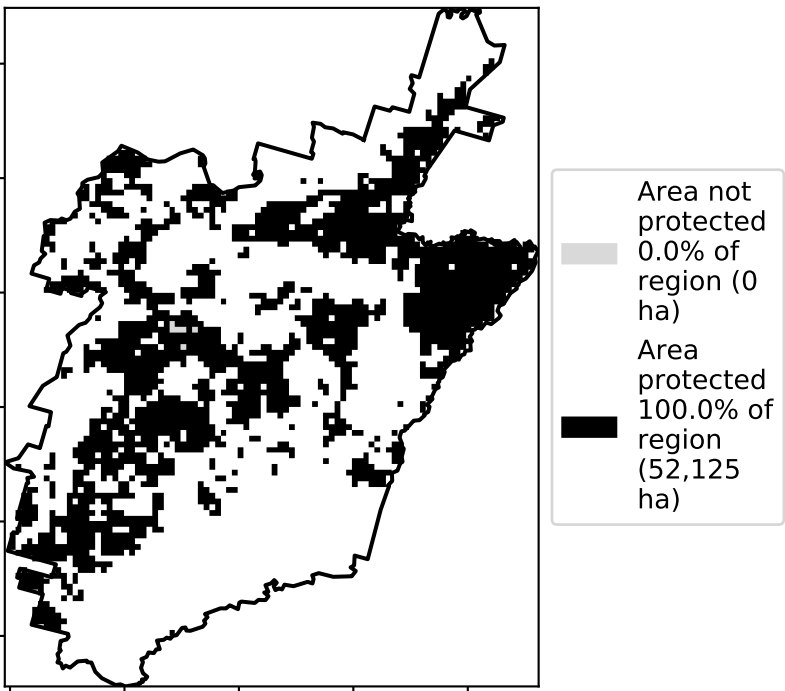 Area not
protected
0.0% of
region (0
ha)
Area
protected
100.0% of
region
(52,125
ha)